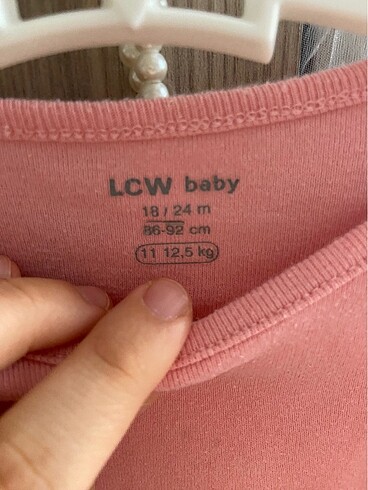 LCW baby
18 / 24 m
86-92 cm
11 12,5 kg